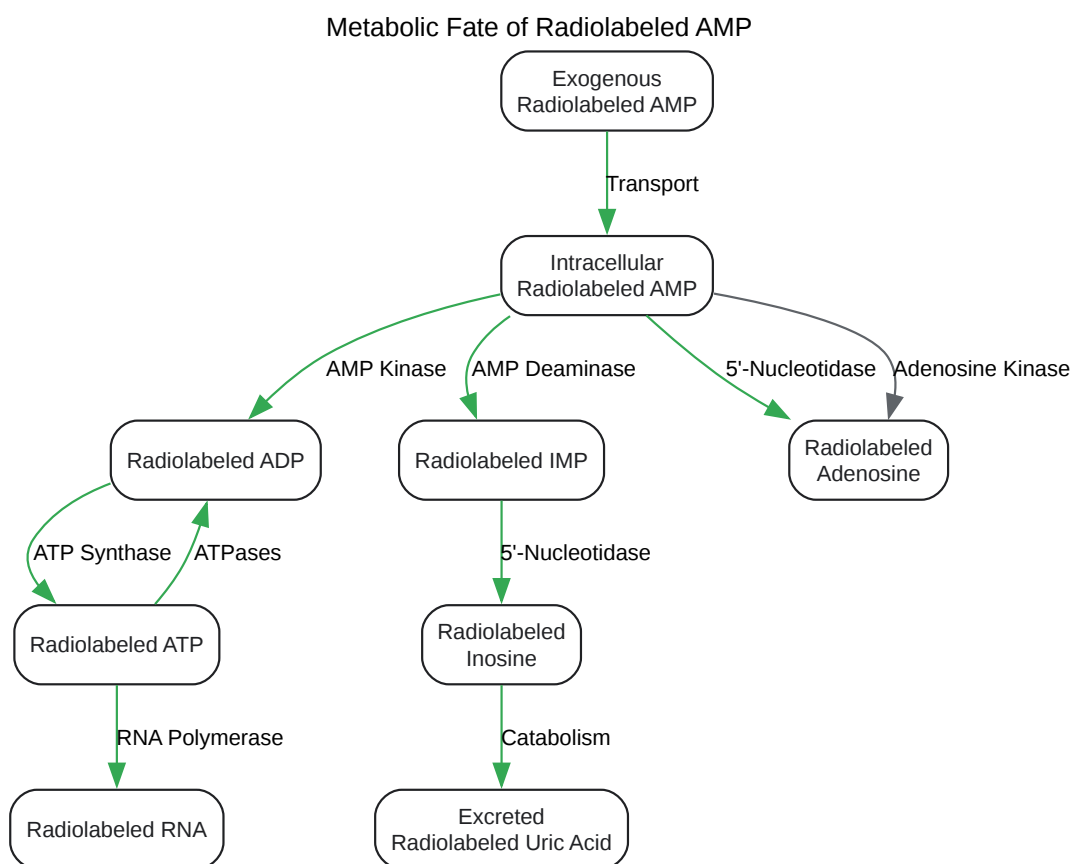 Metabolic Fate of Radiolabeled AMP
Exogenous
Radiolabeled AMP
Transport
Intracellular
Radiolabeled AMP
AMP Kinase
AMP Deaminase
5'-Nucleotidase
Adenosine Kinase
Radiolabeled ADP
Radiolabeled IMP
Radiolabeled
Adenosine
ATP Synthase
ATPases
5'-Nucleotidase
Radiolabeled ATP
Radiolabeled
Inosine
RNA Polymerase
Catabolism
Radiolabeled RNA
Excreted
Radiolabeled Uric Acid